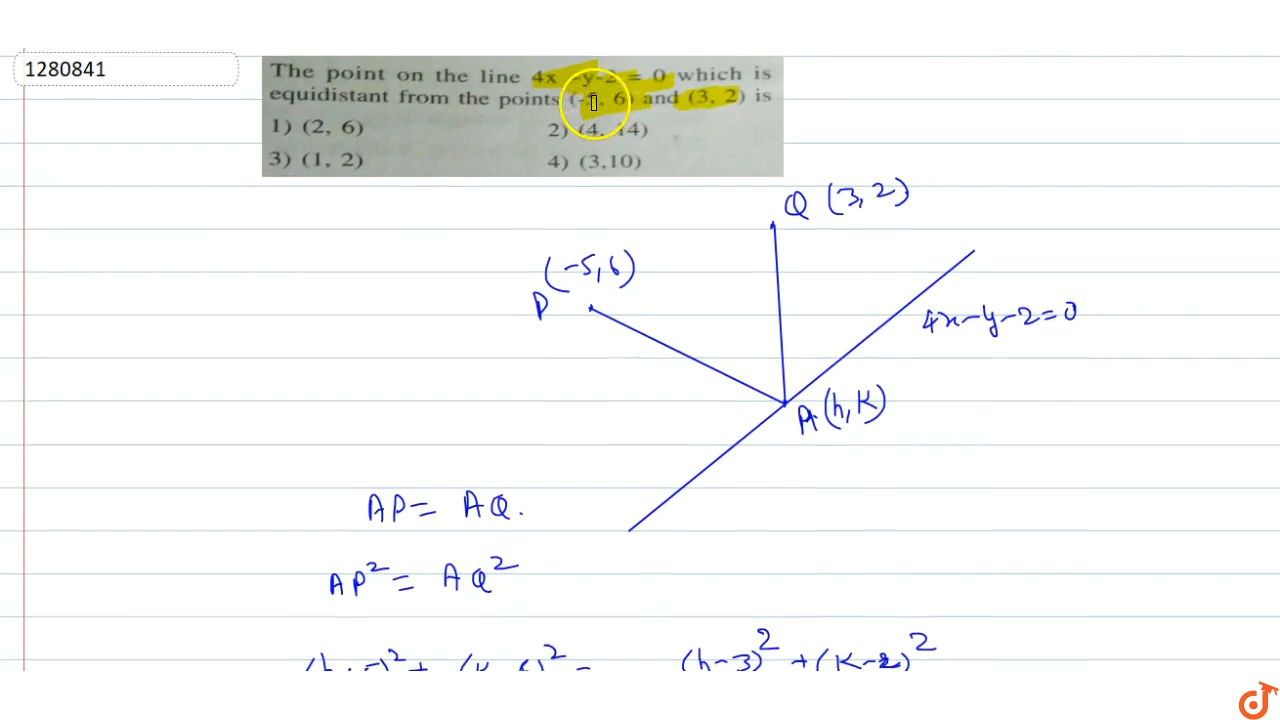 1280841
The point on the line 4x -y-2 = 0 which is
equidistant from the points (-5, 6) and (3, 2) is
1) (2, 6) 2) (4, 14)
3) (1, 2) 4) (3,10)
Q (3, 2)
(-5, 6)
P
4x-y-2=0
A (h, K)
AP = AQ.
AP² = AQ²
(h-3)² + (K-2)²